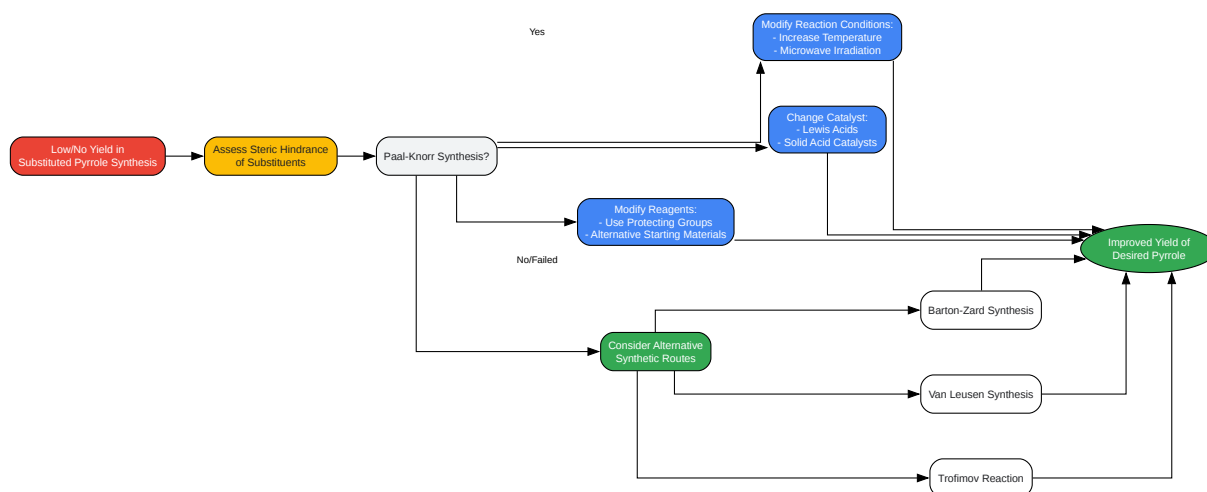 Yes
Modify Reaction Conditions:
- Increase Temperature
- Microwave Irradiation
Change Catalyst:
- Lewis Acids
- Solid Acid Catalysts
Low/No Yield in
Substituted Pyrrole Synthesis
Assess Steric Hindrance
of Substituents
Paal-Knorr Synthesis?
Modify Reagents:
- Use Protecting Groups
- Alternative Starting Materials
No/Failed
Improved Yield of
Desired Pyrrole
Barton-Zard Synthesis
Consider Alternative
Synthetic Routes
Van Leusen Synthesis
Trofimov Reaction